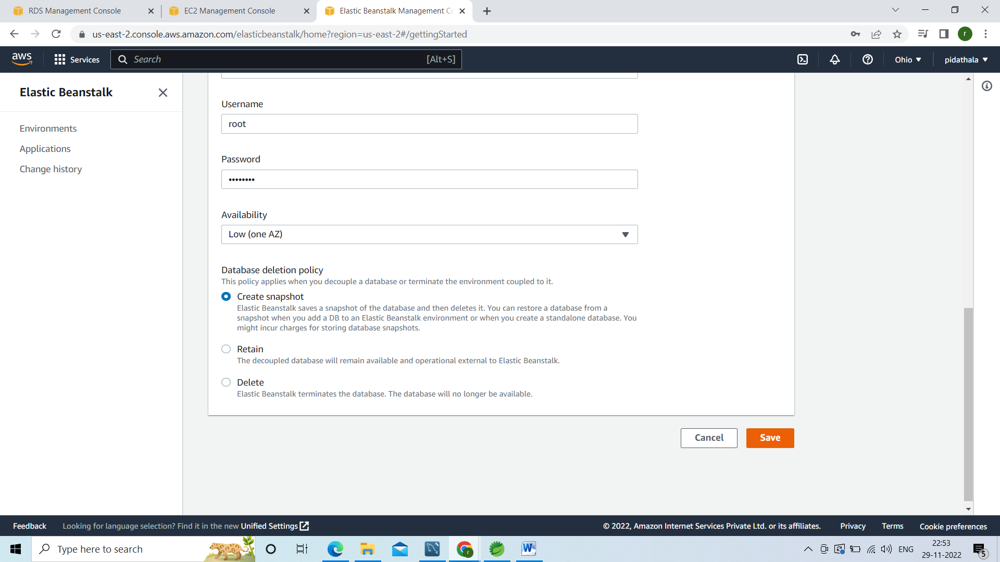 RDS Management Console
EC2 Management Console
Elastic Beanstalk Management Co
us-east-2.console.aws.amazon.com/elasticbeanstalk/home?region=us-east-2#/gettingStarted
r
aws
Services
Search
[Alt+S]
Ohio
pidathala
Elastic Beanstalk
Environments
Applications
Change history
Username
root
Password
••••••••
Availability
Low (one AZ)
Database deletion policy
This policy applies when you decouple a database or terminate the environment coupled to it.
Create snapshot
Elastic Beanstalk saves a snapshot of the database and then deletes it. You can restore a database from a
snapshot when you add a DB to an Elastic Beanstalk environment or when you create a standalone database. You
might incur charges for storing database snapshots.
Retain
The decoupled database will remain available and operational external to Elastic Beanstalk.
Delete
Elastic Beanstalk terminates the database. The database will no longer be available.
Cancel
Save
Feedback
Looking for language selection? Find it in the new Unified Settings
© 2022, Amazon Internet Services Private Ltd. or its affiliates.
Privacy
Terms
Cookie preferences
Type here to search
ENG
22:53
29-11-2022
5